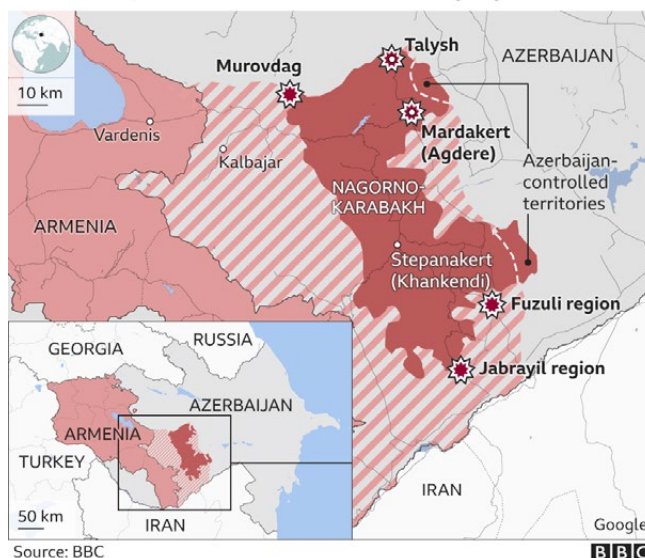 10 km
Murovdag
Talysh
AZERBAIJAN
Vardenis
Kalbajar
Mardakert
(Agdere)
Azerbaijan-
controlled
territories
NAGORNO-
KARABAKH
ARMENIA
Stepanakert
(Khankendi)
Fuzuli region
Jabrayil region
RUSSIA
GEORGIA
AZERBAIJAN
ARMENIA
TURKEY
IRAN
50 km
IRAN
Google
Source: BBC
BBC